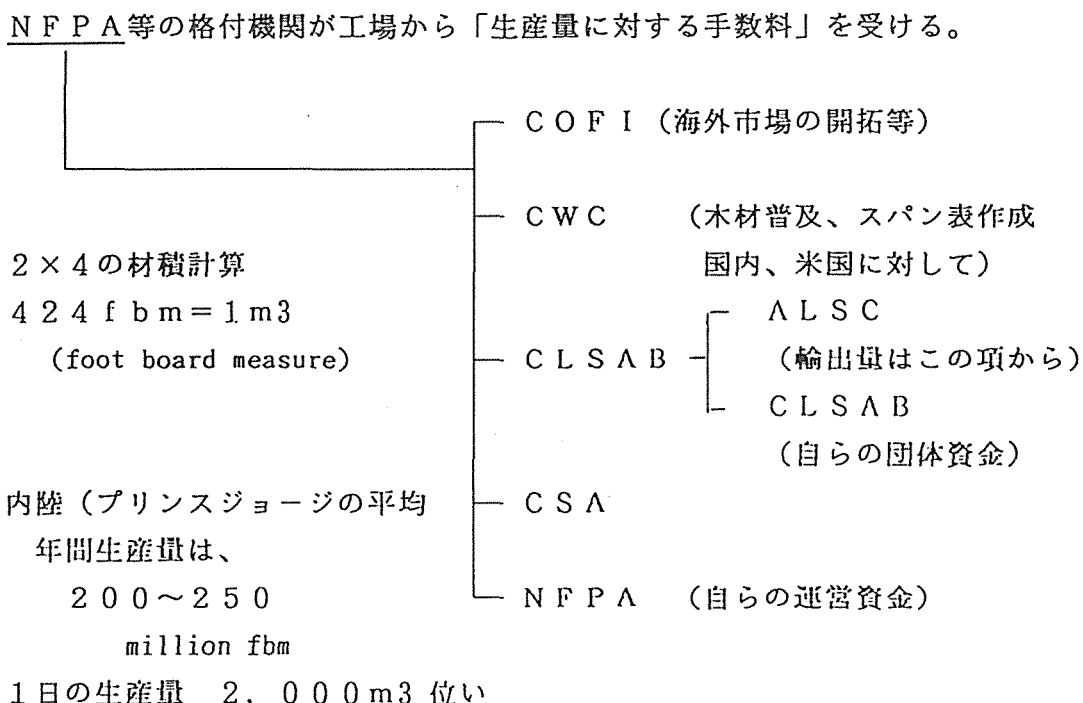 NFPA等の格付機関が工場から「生産量に対する手数料」を受ける。
COFI（海外市場の開拓等）
CWC （木材普及、スパン表作成
国内、米国に対して）
2×4の材積計算
424fbm＝1m3
(foot board measure)
CLSAB
ALSC
（輸出量はこの項から）
CLSAB
（自らの団体資金）
CSA
内陸（プリンスジョージの平均
年間生産量は、
200～250
million fbm
NFPA （自らの運営資金）
1日の生産量 2，000m3 位い